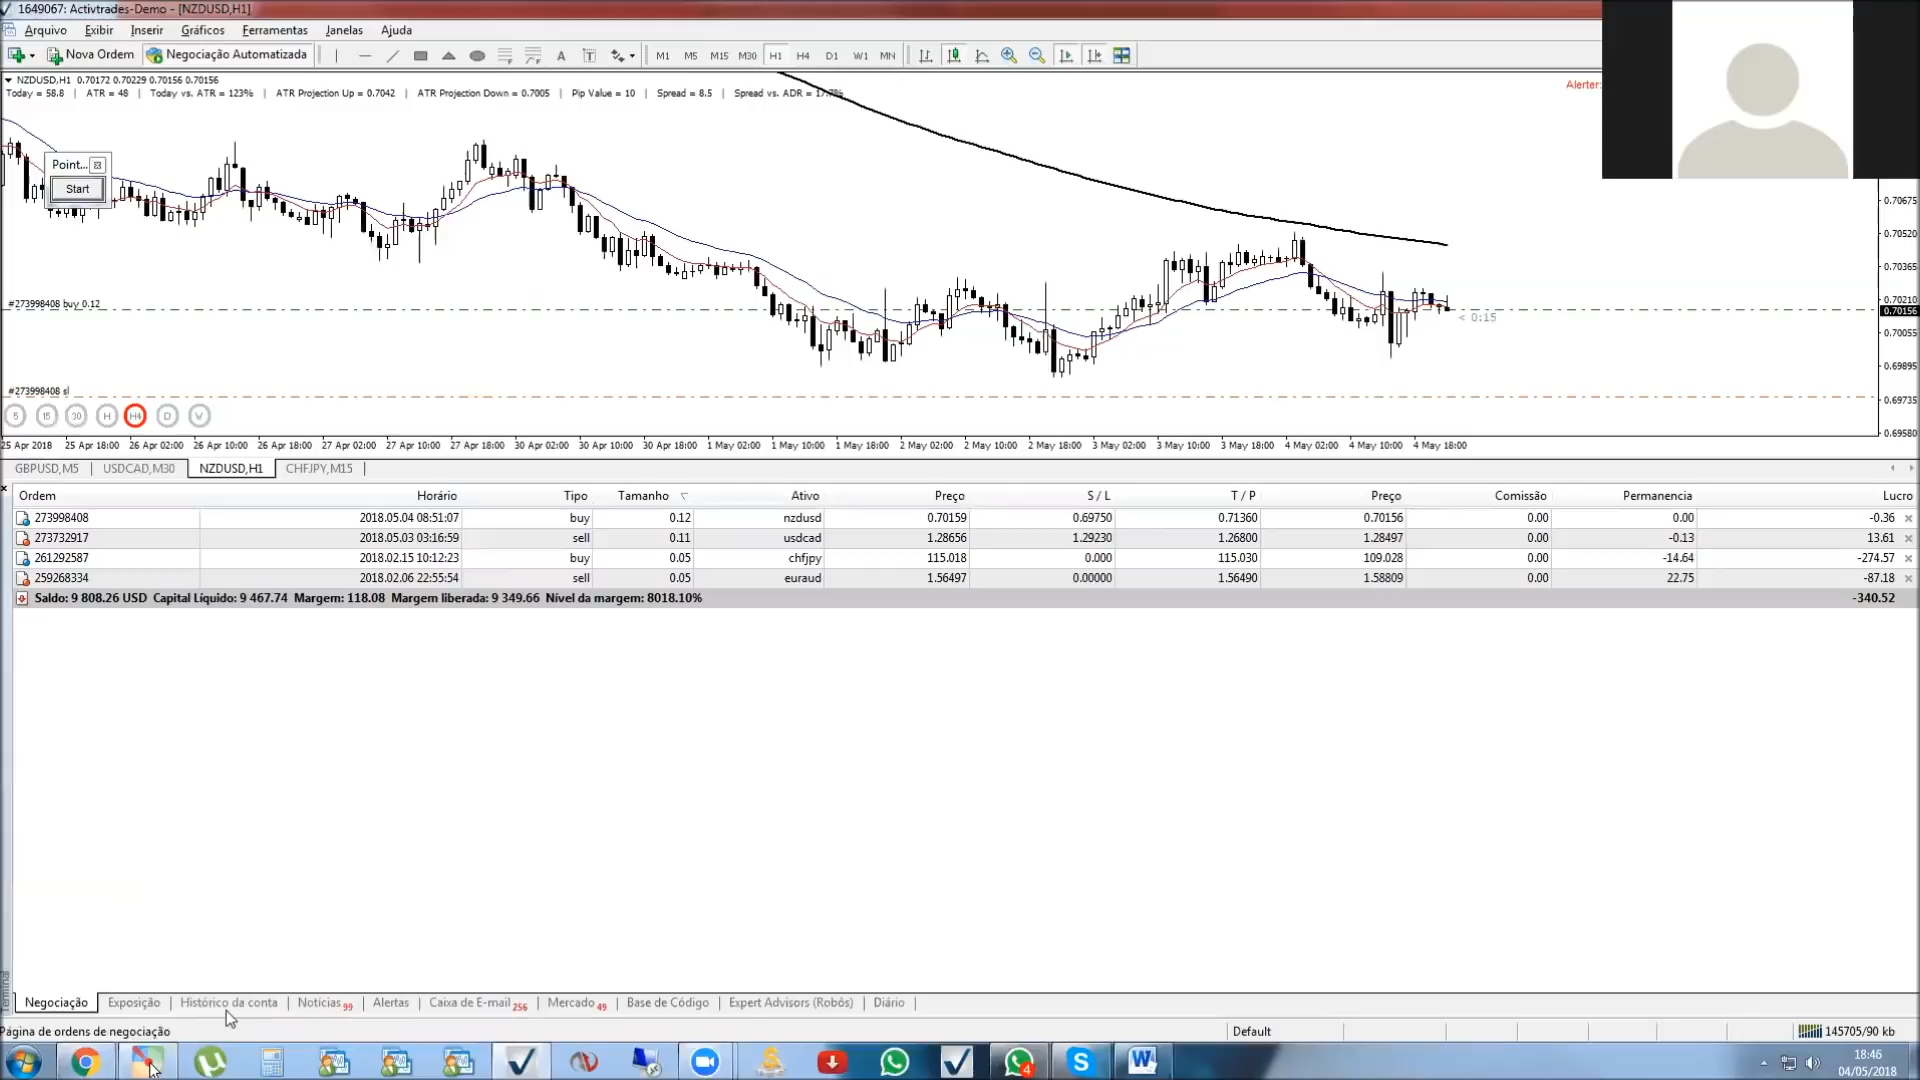 1649067: Activtrades-Demo - [NZDUSD,H1]
Arquivo Exibir Inserir Gráficos Ferramentas Janelas Ajuda
Nova Ordem Negociação Automatizada A T M1 M5 M15 M30 H1 H4 D1 W1 MN
NZDUSD,H1 0.70172 0.70229 0.70156 0.70156
Today = 58.8 | ATR = 48 | Today vs. ATR = 123% | ATR Projection Up = 0.7042 | ATR Projection Down = 0.7005 | Pip Value = 10 | Spread = 8.5 | Spread vs. ADR = 17.7%
Alerter:
Point...
Start
0.70675
0.70520
0.70365
0.70210
0.70156
0.70055
0.69895
0.69735
0.69580
#273998408 buy 0.12
< 0:15
#273998408 sl
5 15 30 H H4 D V
25 Apr 2018 25 Apr 18:00 26 Apr 02:00 26 Apr 10:00 26 Apr 18:00 27 Apr 02:00 27 Apr 10:00 27 Apr 18:00 30 Apr 02:00 30 Apr 10:00 30 Apr 18:00 1 May 02:00 1 May 10:00 1 May 18:00 2 May 02:00 2 May 10:00 2 May 18:00 3 May 02:00 3 May 10:00 3 May 18:00 4 May 02:00 4 May 10:00 4 May 18:00
GBPUSD,M5 | USDCAD,M30 | NZDUSD,H1 | CHFJPY,M15 |
Ordem Horário Tipo Tamanho Ativo Preço S / L T / P Preço Comissão Permanencia Lucro
273998408 2018.05.04 08:51:07 buy 0.12 nzdusd 0.70159 0.69750 0.71360 0.70156 0.00 0.00 -0.36
273732917 2018.05.03 03:16:59 sell 0.11 usdcad 1.28656 1.29230 1.26800 1.28497 0.00 -0.13 13.61
261292587 2018.02.15 10:12:23 buy 0.05 chfjpy 115.018 0.000 115.030 109.028 0.00 -14.64 -274.57
259268334 2018.02.06 22:55:54 sell 0.05 euraud 1.56497 0.00000 1.56490 1.58809 0.00 22.75 -87.18
Saldo: 9 808.26 USD Capital Líquido: 9 467.74 Margem: 118.08 Margem liberada: 9 349.66 Nível da margem: 8018.10% -340.52
Terminal
Negociação Exposição | Histórico da conta | Notícias 99 | Alertas | Caixa de E-mail 256 | Mercado 49 | Base de Código | Expert Advisors (Robôs) | Diário |
Página de ordens de negociação Default 145705/90 kb
4
18:46
04/05/2018